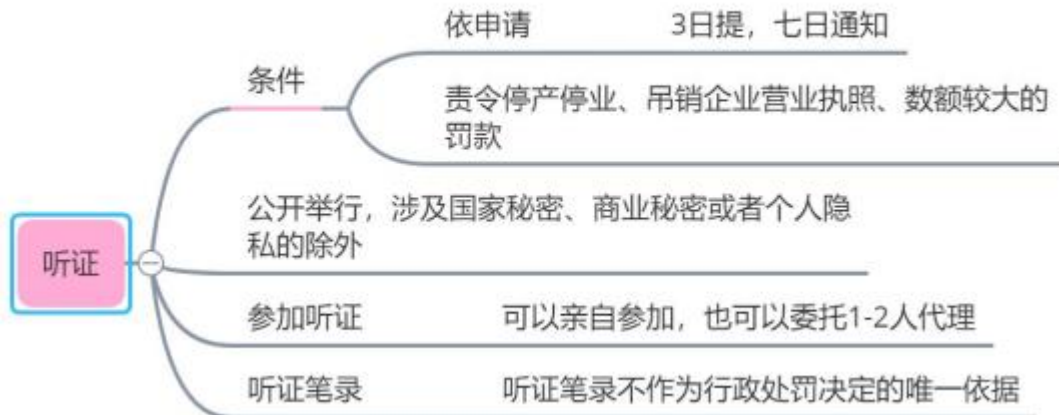 依申请 3日提，七日通知
条件
责令停产停业、吊销企业营业执照、数额较大的
罚款
公开举行，涉及国家秘密、商业秘密或者个人隐
私的除外
听证
参加听证 可以亲自参加，也可以委托1-2人代理
听证笔录 听证笔录不作为行政处罚决定的唯一依据